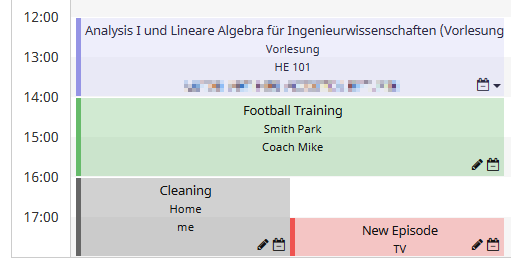 12:00
Analysis I und Lineare Algebra für Ingenieurwissenschaften (Vorlesung
Vorlesung
13:00
HE 101
14:00
Football Training
Smith Park
15:00
Coach Mike
16:00
Cleaning
Home
me
17:00
New Episode
TV